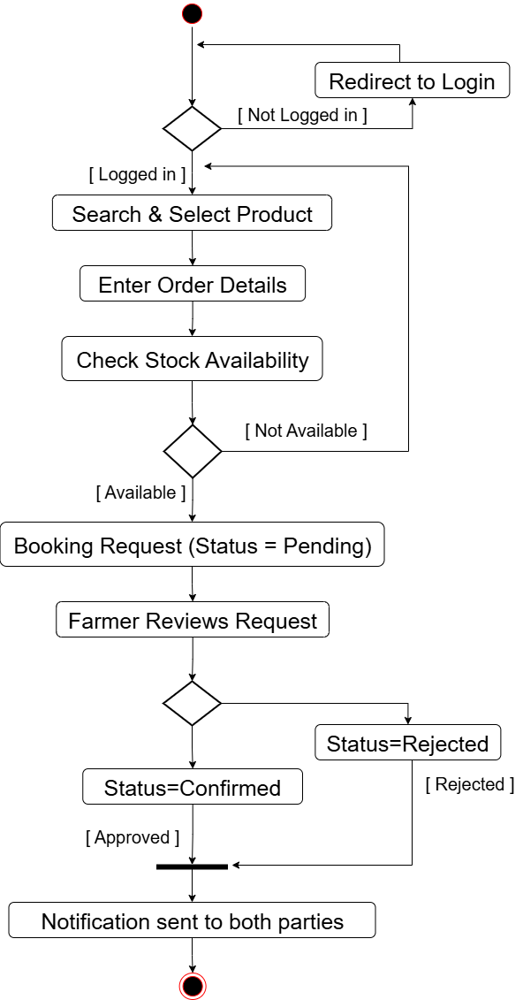 Redirect to Login
[ Not Logged in ]
[ Logged in ]
Search & Select Product
Enter Order Details
Check Stock Availability
[ Not Available ]
[ Available ]
Booking Request (Status = Pending)
Farmer Reviews Request
Status=Rejected
Status=Confirmed
[ Rejected ]
[ Approved ]
Notification sent to both parties